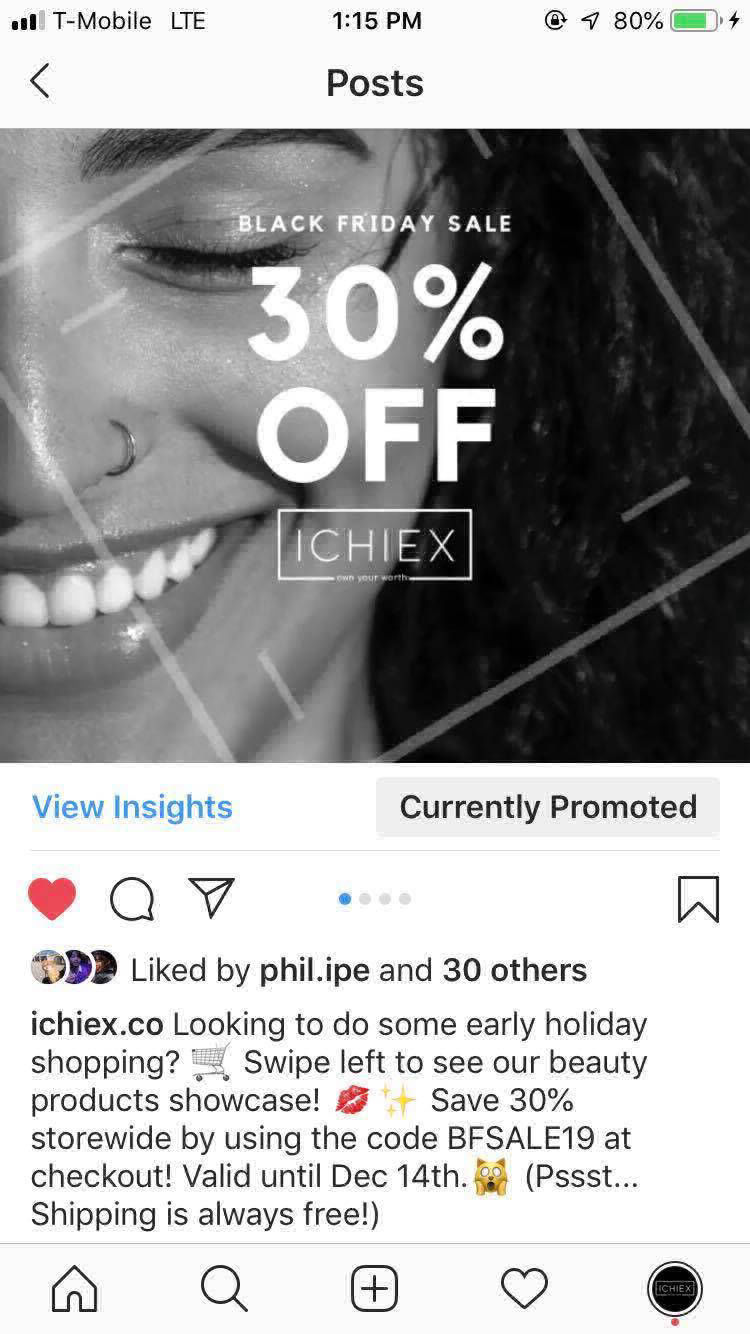 T-Mobile LTE 1:15 PM 80%
Posts
BLACK FRIDAY SALE
30%
OFF
ICHIEX
own your worth
View Insights Currently Promoted
Liked by phil.ipe and 30 others
ichiex.co Looking to do some early holiday
shopping? 🛒 Swipe left to see our beauty
products showcase! 💋✨ Save 30%
storewide by using the code BFSALE19 at
checkout! Valid until Dec 14th.🙀 (Pssst...
Shipping is always free!)
ICHIEX